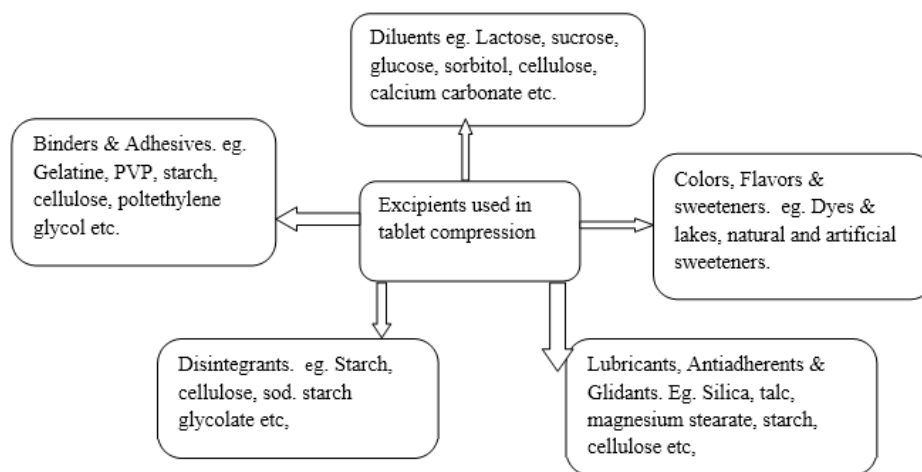 Diluents eg. Lactose, sucrose,
glucose, sorbitol, cellulose,
calcium carbonate etc.
Binders & Adhesives. eg.
Gelatine, PVP, starch,
cellulose, poltethylene
glycol etc.
Excipients used in
tablet compression
Colors, Flavors &
sweeteners.  eg. Dyes &
lakes, natural and artificial
sweeteners.
Disintegrants.  eg. Starch,
cellulose, sod. starch
glycolate etc,
Lubricants, Antiadherents &
Glidants. Eg. Silica, talc,
magnesium stearate, starch,
cellulose etc,